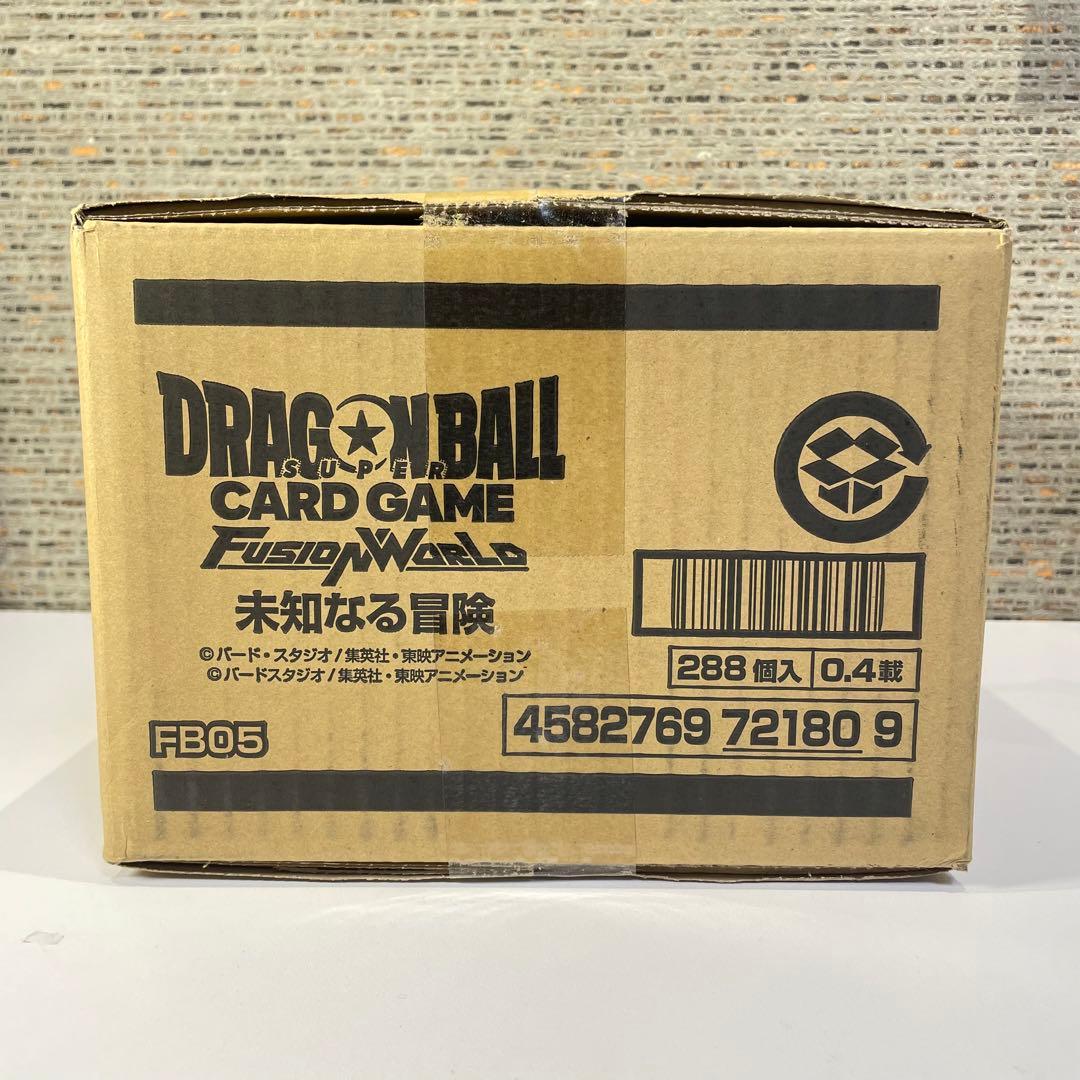 DRAGON BALL
SUPER
CARD GAME
FUSION WORLD
未知なる冒険
©バード・スタジオ/集英社・東映アニメーション
©バードスタジオ/集英社・東映アニメーション
288 個入 0.4載
4582769 72180 9
FB05